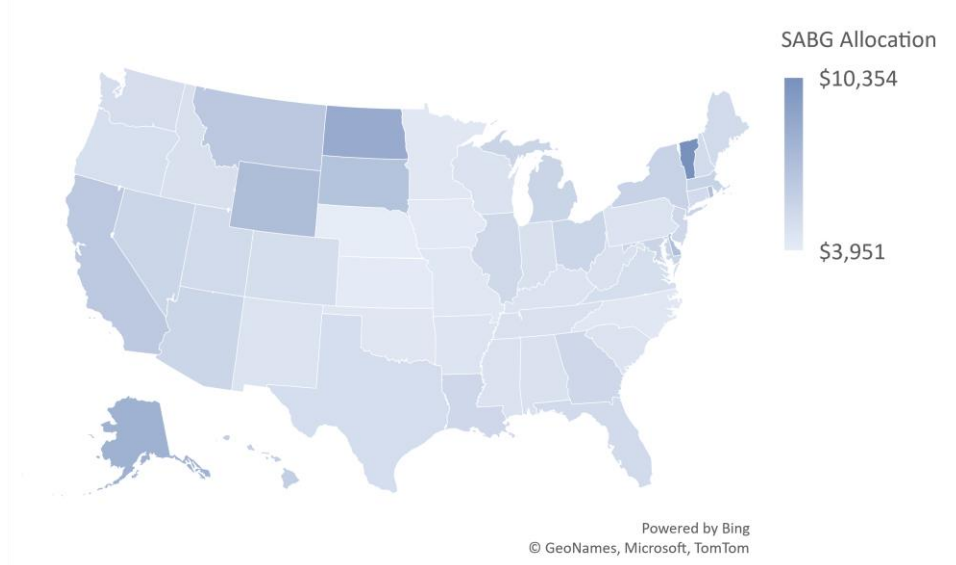 SABG Allocation
$10,354
$3,951
Powered by Bing
© GeoNames, Microsoft, TomTom